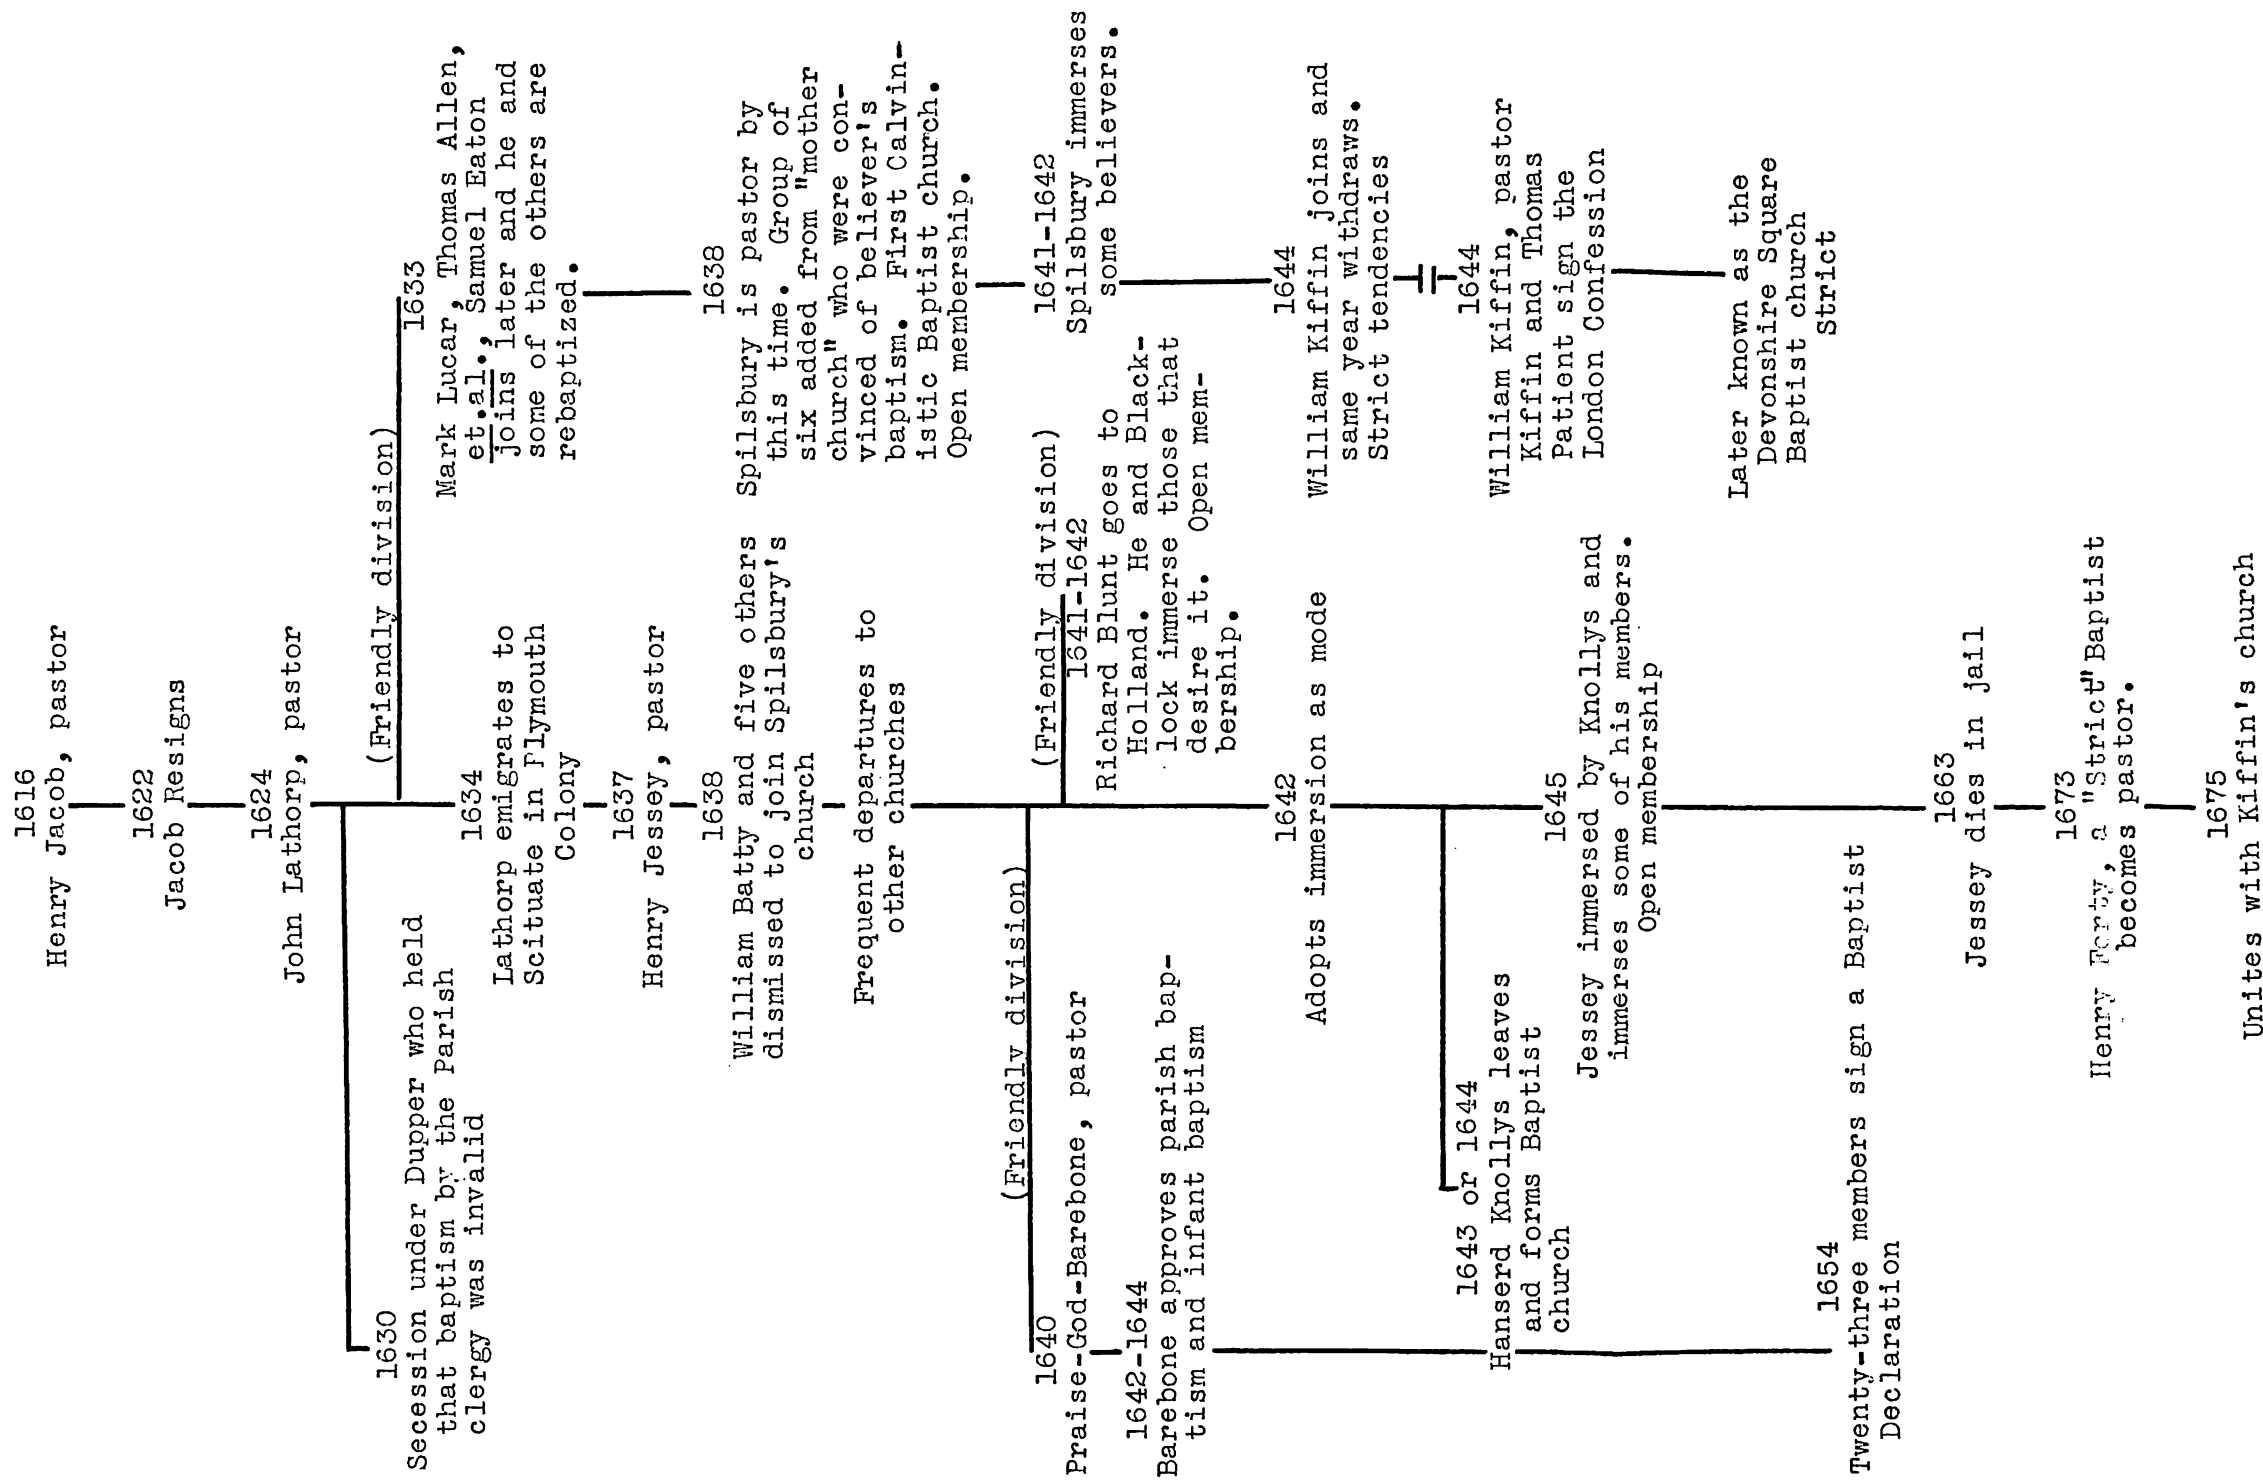 1616
Henry Jacob, pastor
1622
Jacob Resigns
1624
John Lathorp, pastor
1630
Secession under Dupper who held
that baptism by the Parish
clergy was invalid
(Friendly division)
1633
Mark Lucar, Thomas Allen,
et.al., Samuel Eaton
joins later and he and
some of the others are
rebaptized.
1634
Lathorp emigrates to
Scituate in Flymouth
Colony
1637
Henry Jessey, pastor
1638
William Batty and five others
dismissed to join Spilsbury's
church
1638
Spilsbury is pastor by
this time. Group of
six added from "mother
church" who were con-
vinced of believer's
baptism. First Calvin-
istic Baptist church.
Open membership.
Frequent departures to
other churches
(Friendly division)
1640
Praise-God-Barebone, pastor
1642-1644
Barebone approves parish bap-
tism and infant baptism
(Friendly division)
1641-1642
Richard Blunt goes to
Holland. He and Black-
lock immerse those that
desire it. Open mem-
bership.
1641-1642
Spilsbury immerses
some believers.
1642
Adopts immersion as mode
1644
William Kiffin joins and
same year withdraws.
Strict tendencies
1643 or 1644
Hanserd Knollys leaves
and forms Baptist
church
1645
Jessey immersed by Knollys and
immerses some of his members.
Open membership
1644
William Kiffin, pastor
Kiffin and Thomas
Patient sign the
London Confession
Later known as the
Devonshire Square
Baptist church
Strict
1654
Twenty-three members sign a Baptist
Declaration
1663
Jessey dies in jail
1673
Henry Forty, a "Strict" Baptist
becomes pastor.
1675
Unites with Kiffin's church